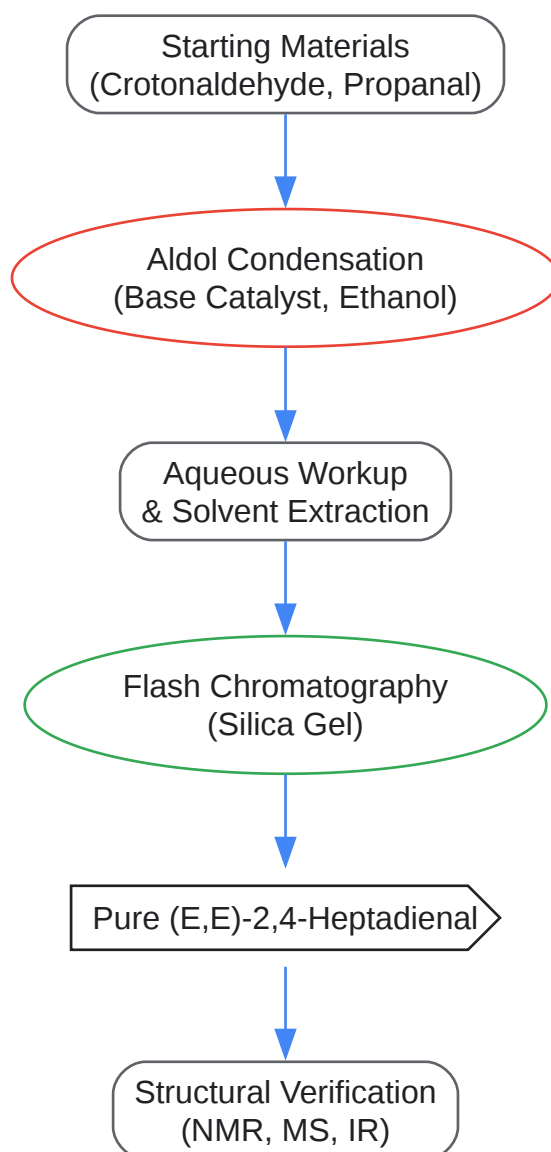 Starting Materials
(Crotonaldehyde, Propanal)
Aldol Condensation
(Base Catalyst, Ethanol)
Aqueous Workup
& Solvent Extraction
Flash Chromatography
(Silica Gel)
Pure (E,E)-2,4-Heptadienal
Structural Verification
(NMR, MS, IR)